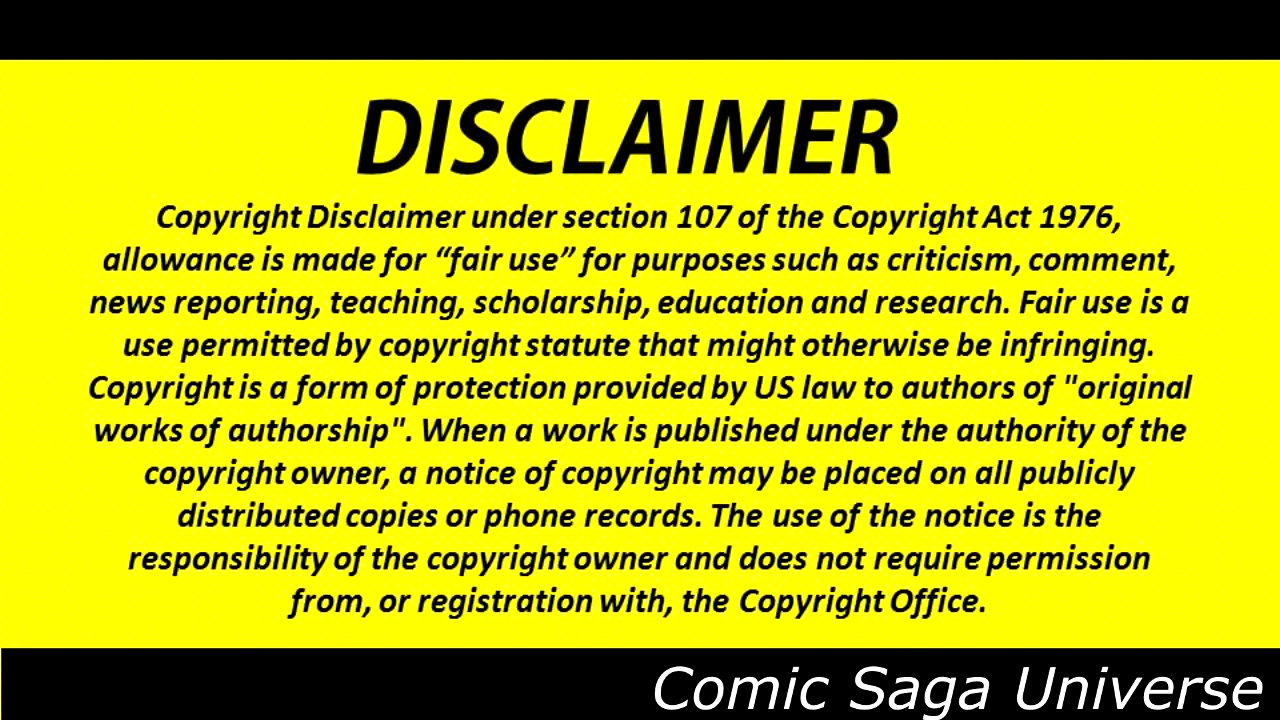 DISCLAIMER
Copyright Disclaimer under section 107 of the Copyright Act 1976,
allowance is made for “fair use” for purposes such as criticism, comment,
news reporting, teaching, scholarship, education and research. Fair use is a
use permitted by copyright statute that might otherwise be infringing.
Copyright is a form of protection provided by US law to authors of "original
works of authorship". When a work is published under the authority of the
copyright owner, a notice of copyright may be placed on all publicly
distributed copies or phone records. The use of the notice is the
responsibility of the copyright owner and does not require permission
from, or registration with, the Copyright Office.
Comic Saga Universe